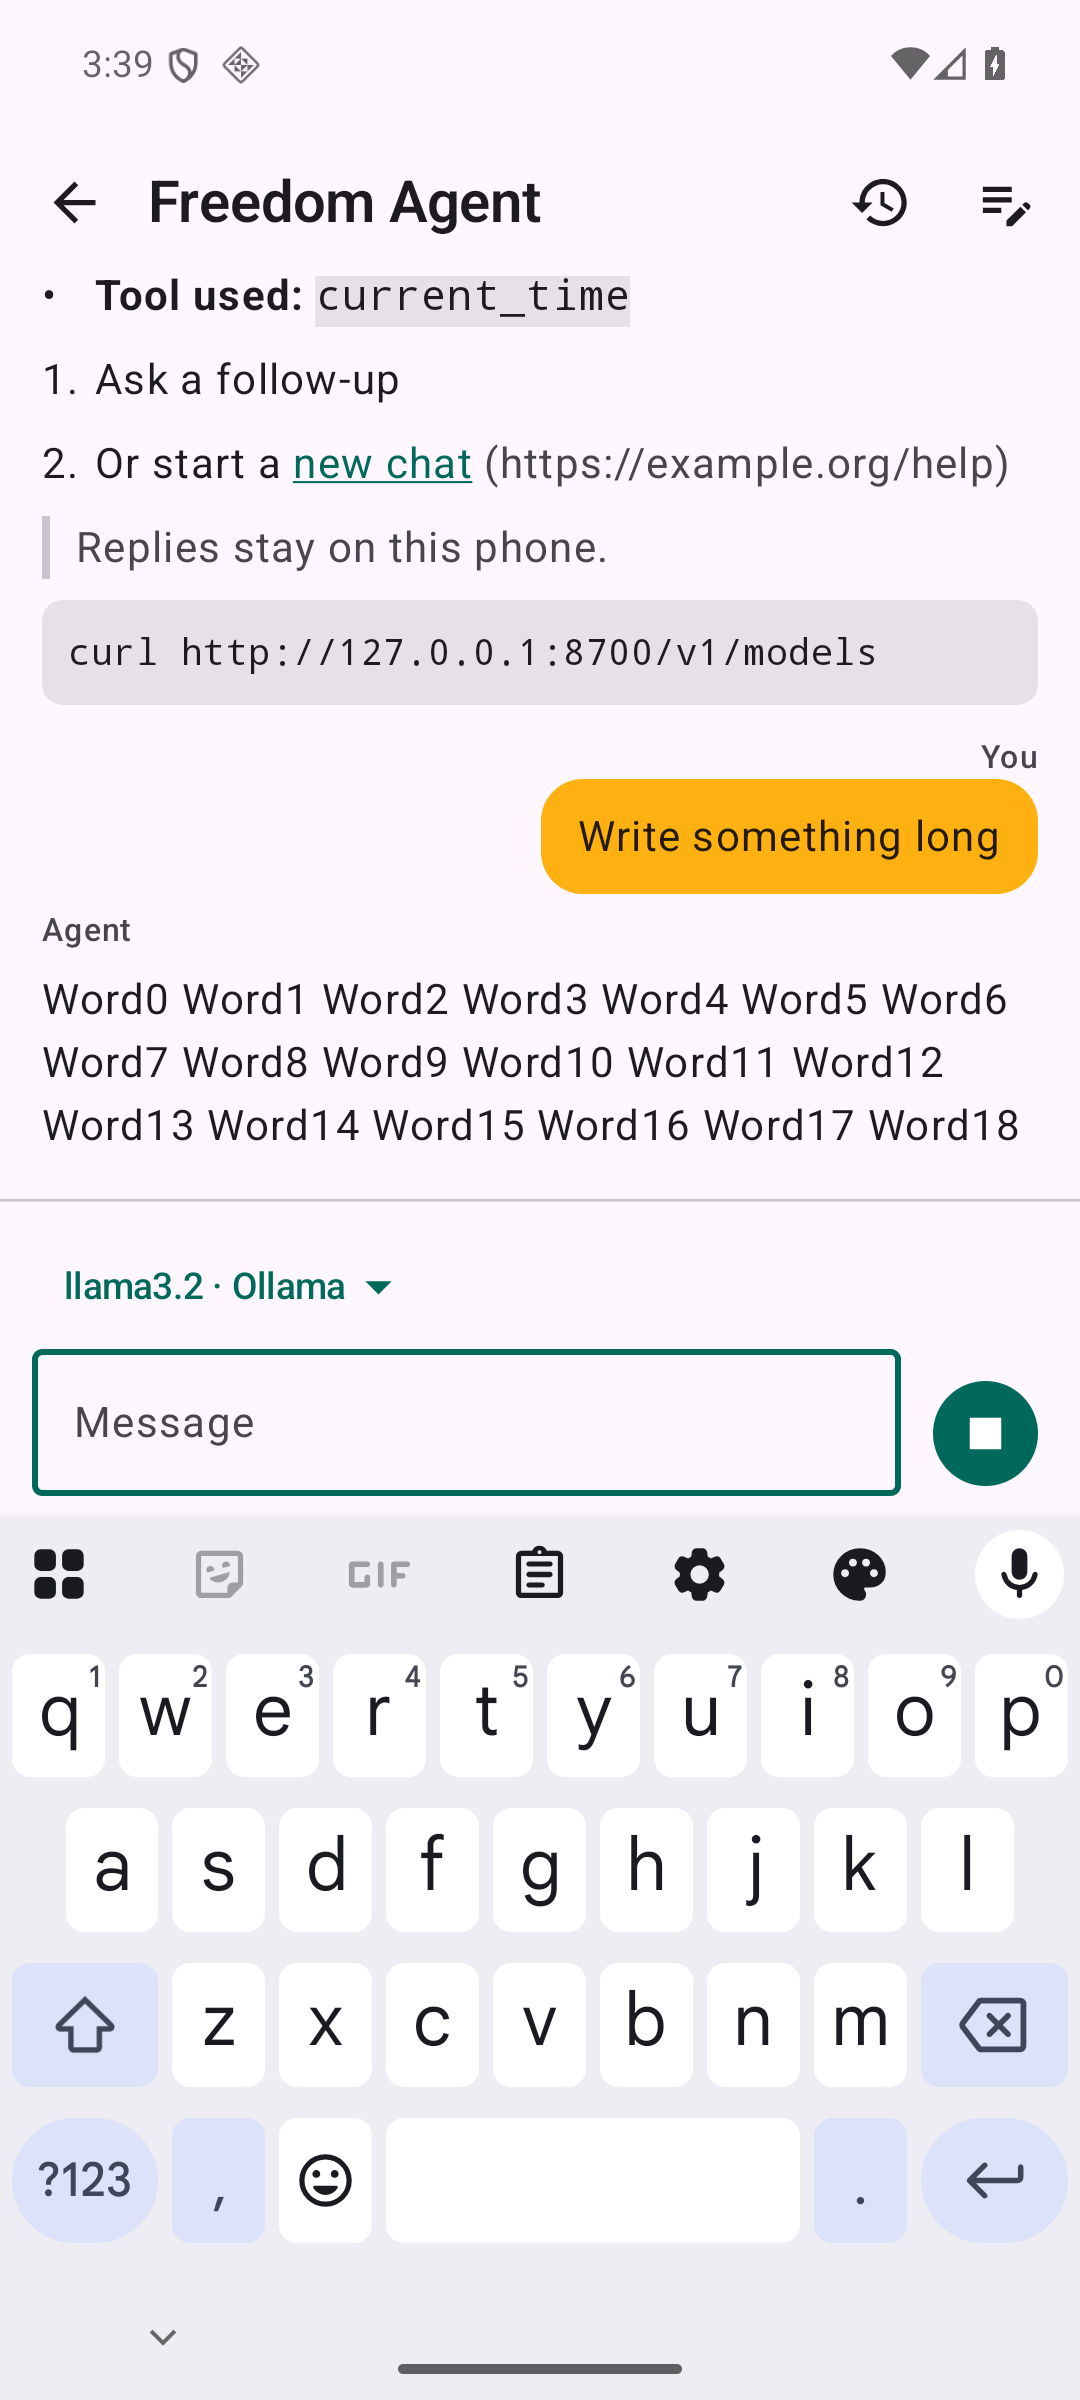 3:39
Freedom Agent
• Tool used: current_time
1. Ask a follow-up
2. Or start a new chat (https://example.org/help)
Replies stay on this phone.
curl http://127.0.0.1:8700/v1/models
You
Write something long
Agent
Word0 Word1 Word2 Word3 Word4 Word5 Word6
Word7 Word8 Word9 Word10 Word11 Word12
Word13 Word14 Word15 Word16 Word17 Word18
llama3.2 · Ollama
Message
GIF
q1 w2 e3 r4 t5 y6 u7 i8 o9 p0
a s d f g h j k l
z x c v b n m
?123 , .